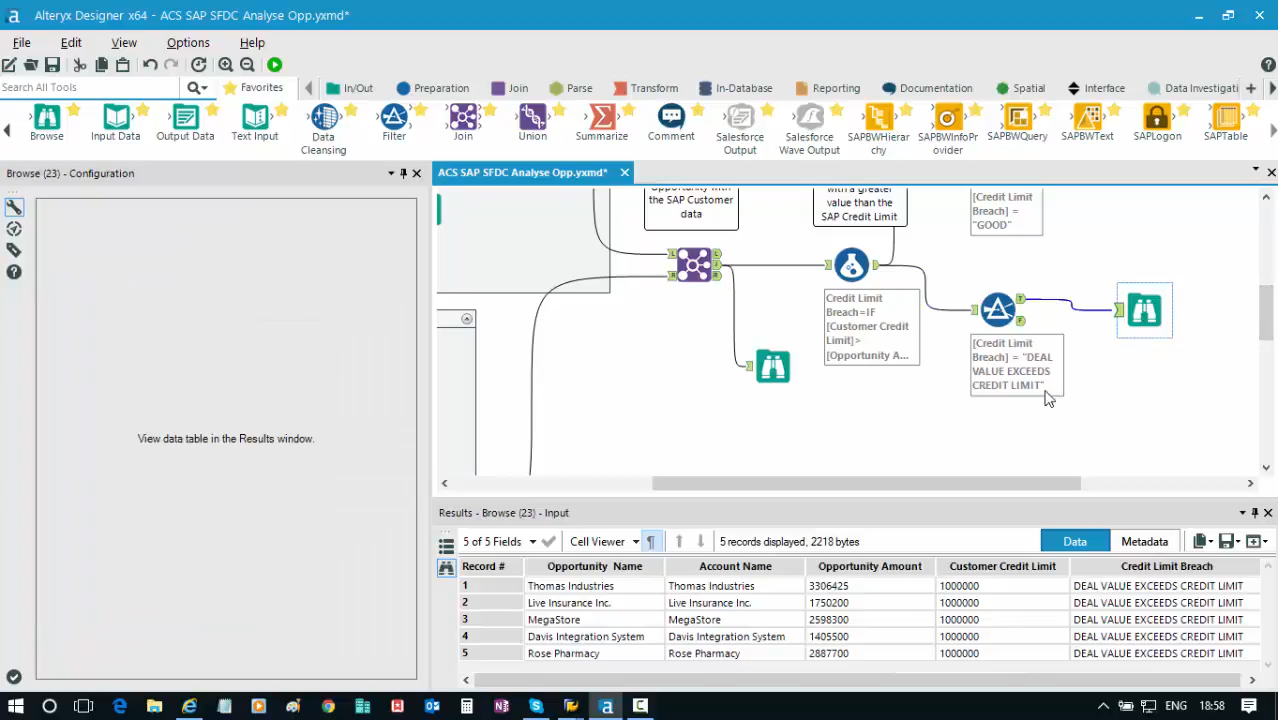 Alteryx Designer x64 - ACS SAP SFDC Analyse Opp.yxmd*
File Edit View Options Help
Search All Tools Favorites In/Out Preparation Join Parse Transform In-Database Reporting Documentation Spatial Interface Data Investigati
Browse Input Data Output Data Text Input Data Cleansing Filter Join Union Summarize Comment Salesforce Output Salesforce Wave Output SAPBWHierarchy SAPBWInfoProvider SAPBWQuery SAPBWText SAPLogon SAPTable
Browse (23) - Configuration
ACS SAP SFDC Analyse Opp.yxmd*
View data table in the Results window.
Opportunity with
the SAP Customer
data
with a greater
value than the
SAP Credit Limit
[Credit Limit
Breach] =
"GOOD"
L
R
L
J
R
Credit Limit
Breach=IF
[Customer Credit
Limit]>
[Opportunity A...
T
F
[Credit Limit
Breach] = "DEAL
VALUE EXCEEDS
CREDIT LIMIT"
Results - Browse (23) - Input
5 of 5 Fields Cell Viewer 5 records displayed, 2218 bytes Data Metadata
Record # Opportunity Name Account Name Opportunity Amount Customer Credit Limit Credit Limit Breach
1 Thomas Industries Thomas Industries 3306425 1000000 DEAL VALUE EXCEEDS CREDIT LIMIT
2 Live Insurance Inc. Live Insurance Inc. 1750200 1000000 DEAL VALUE EXCEEDS CREDIT LIMIT
3 MegaStore MegaStore 2598300 1000000 DEAL VALUE EXCEEDS CREDIT LIMIT
4 Davis Integration System Davis Integration System 1405500 1000000 DEAL VALUE EXCEEDS CREDIT LIMIT
5 Rose Pharmacy Rose Pharmacy 2887700 1000000 DEAL VALUE EXCEEDS CREDIT LIMIT
ENG 18:58